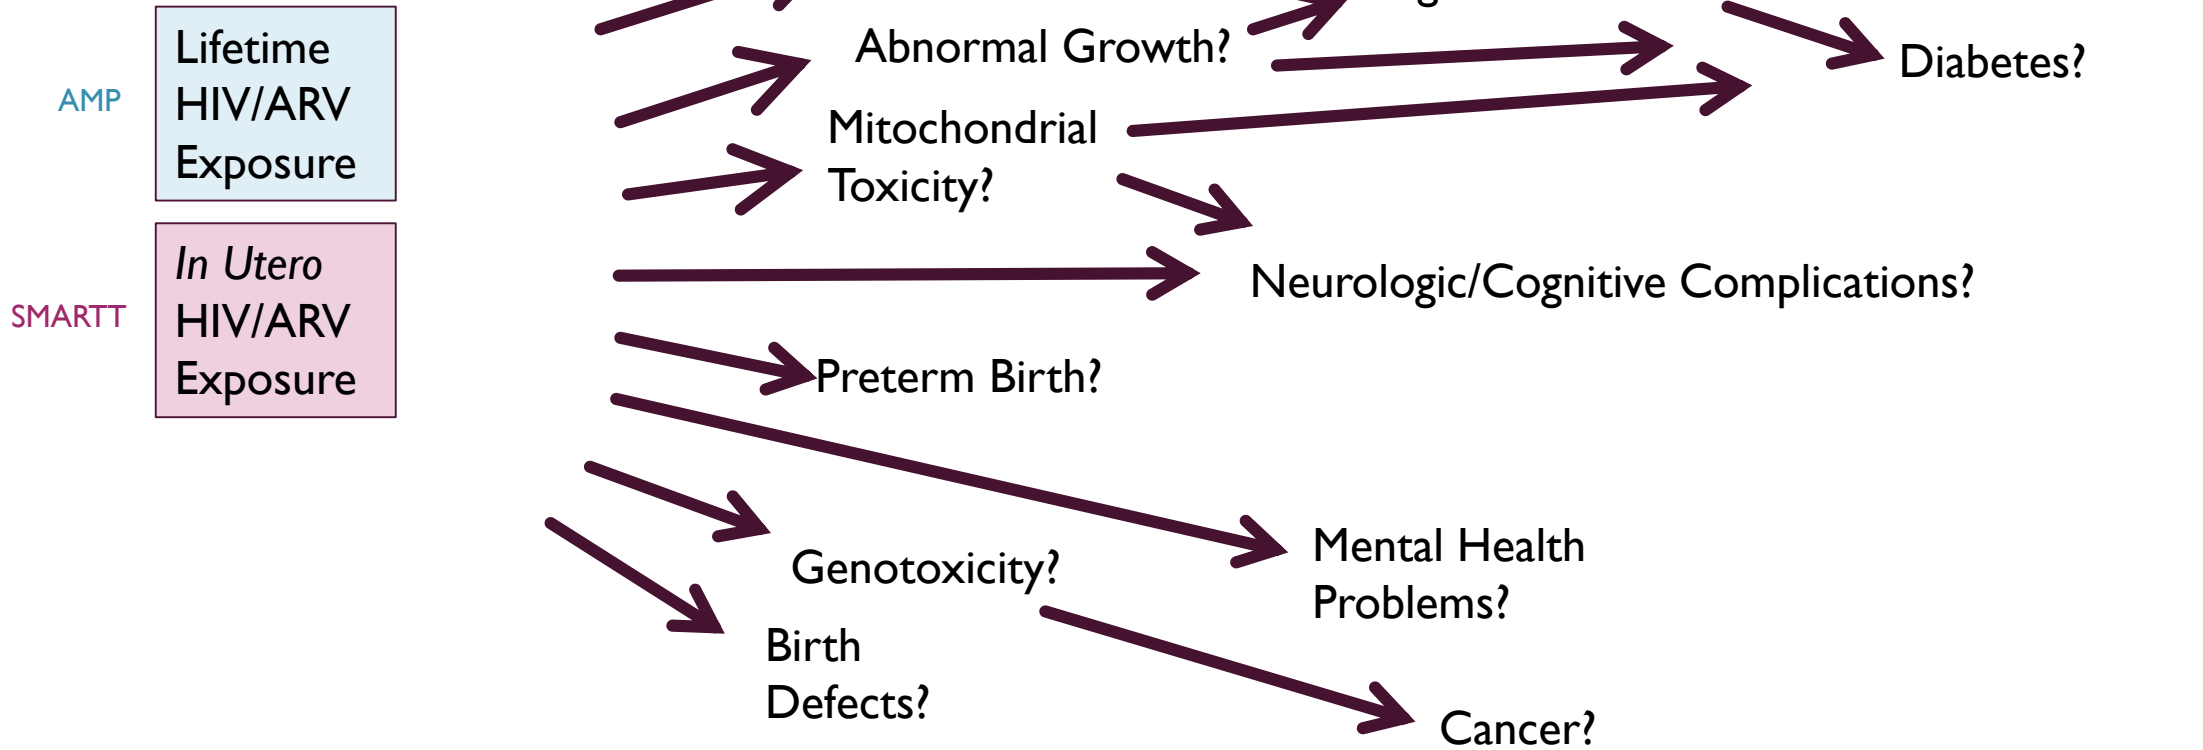 AMP
Lifetime
HIV/ARV
Exposure
SMARTT
In Utero
HIV/ARV
Exposure
Abnormal Growth?
Diabetes?
Mitochondrial
Toxicity?
Neurologic/Cognitive Complications?
Preterm Birth?
Mental Health
Problems?
Genotoxicity?
Birth
Defects?
Cancer?